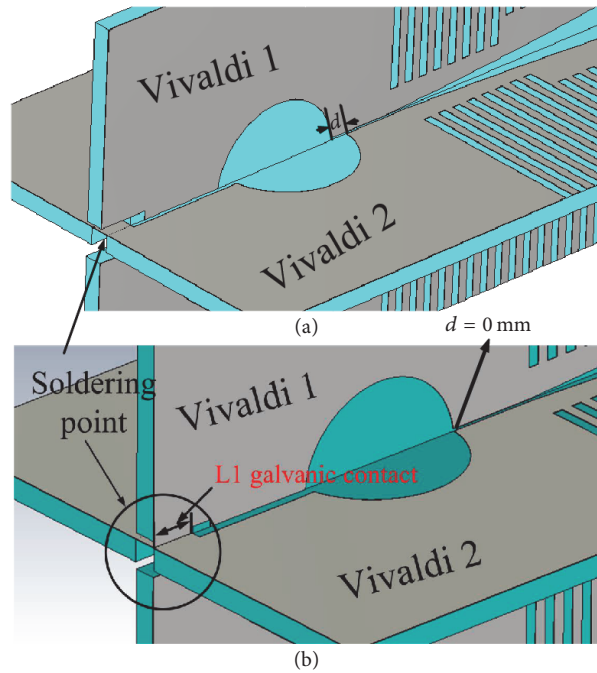 Vivaldi 1
d
Vivaldi 2
(a)
d = 0 mm
Soldering
point
Vivaldi 1
L1 galvanic contact
Vivaldi 2
(b)